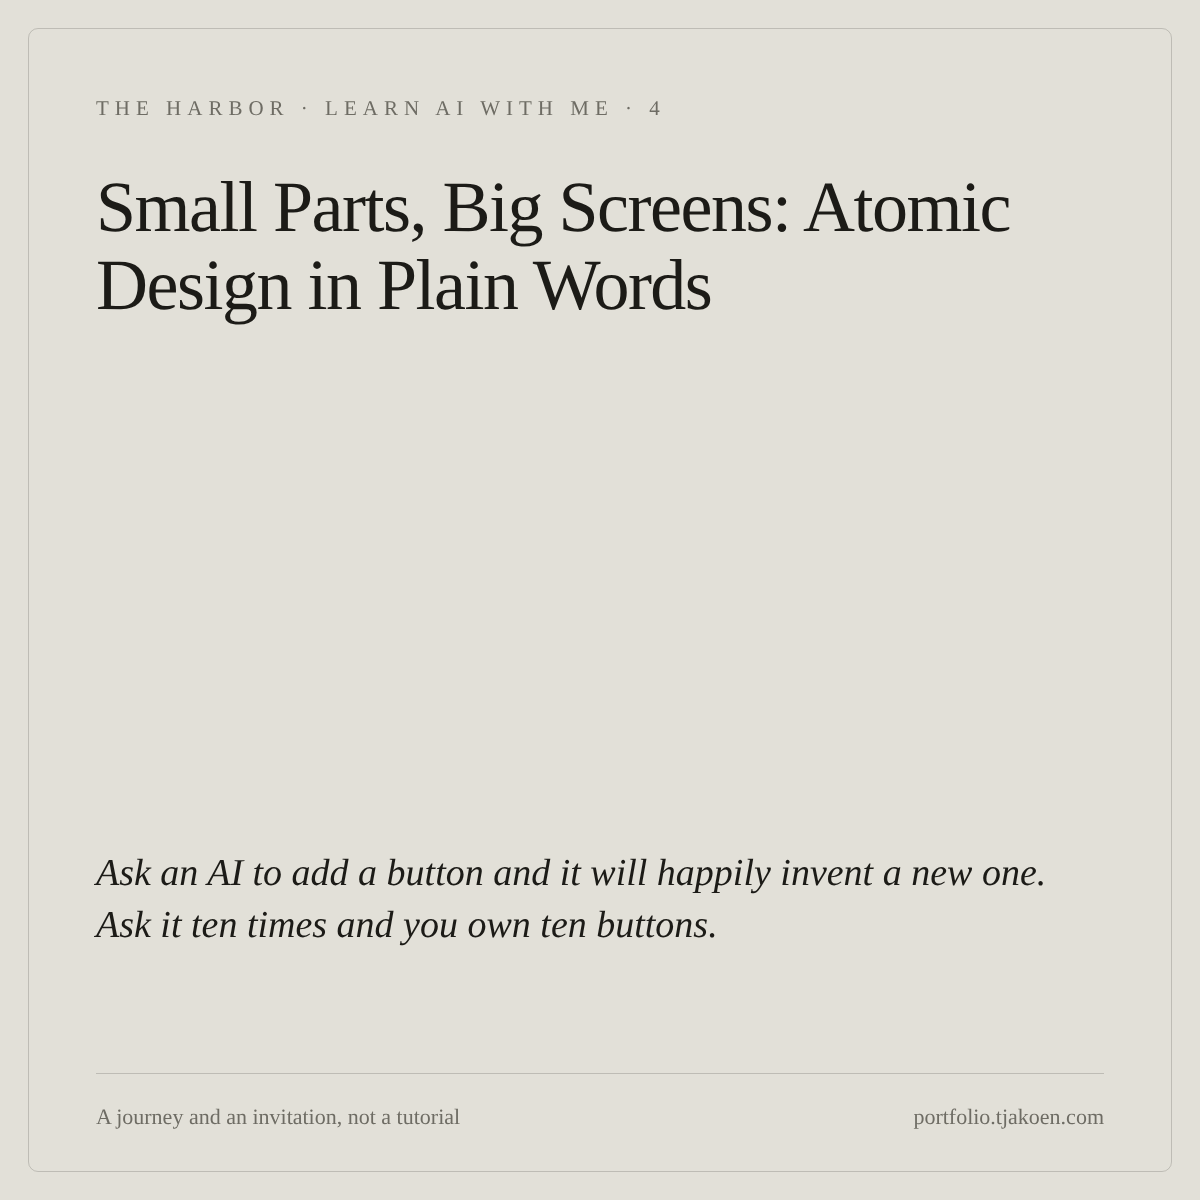 THE HARBOR · LEARN AI WITH ME · 4
Small Parts, Big Screens: Atomic
Design in Plain Words
Ask an AI to add a button and it will happily invent a new one.
Ask it ten times and you own ten buttons.
A journey and an invitation, not a tutorial
portfolio.tjakoen.com